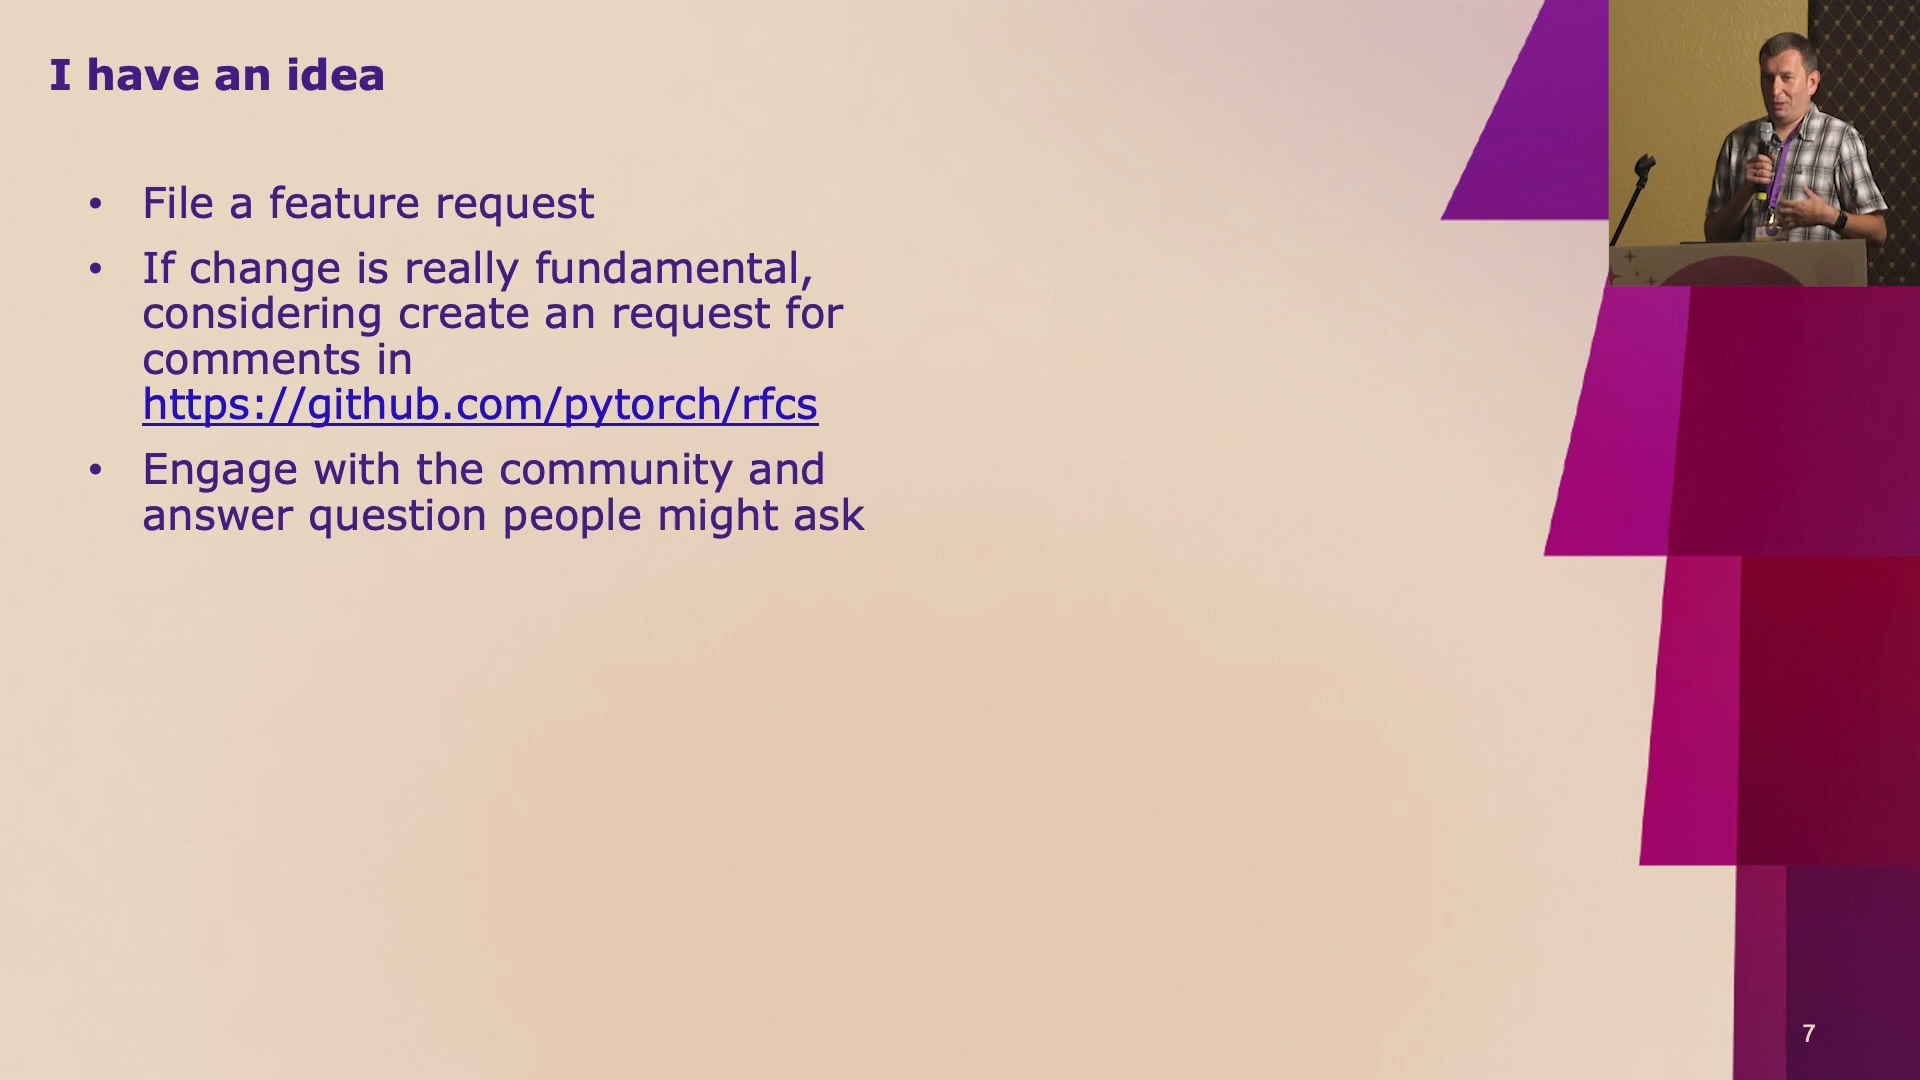 I have an idea
• File a feature request
• If change is really fundamental,
considering create an request for
comments in
https://github.com/pytorch/rfcs
• Engage with the community and
answer question people might ask
7